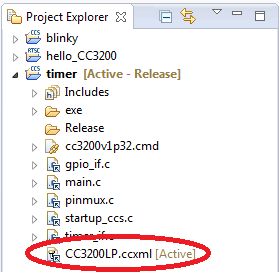 Project Explorer
CCS blinky
RTSC hello_CC3200
CCS timer [Active - Release]
Includes
exe
Release
cc3200v1p32.cmd
gpio_if.c
main.c
pinmux.c
startup_ccs.c
timer_if.c
CC3200LP.ccxml [Active]